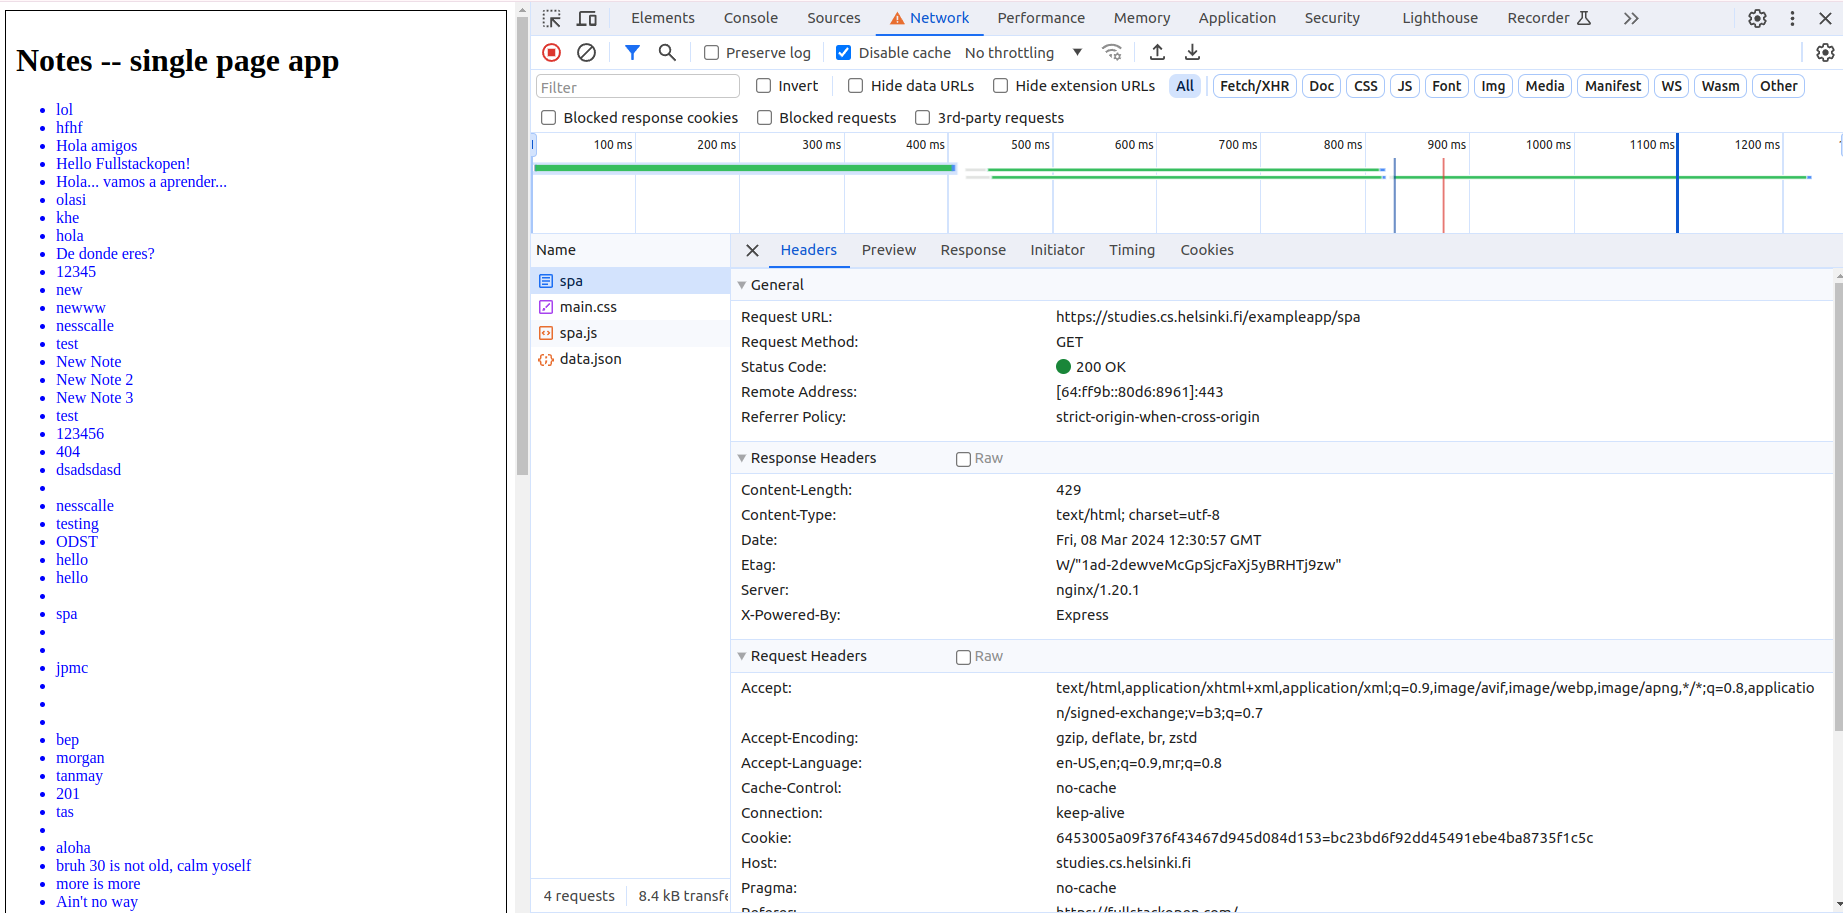 Notes -- single page app
lol
hfhf
Hola amigos
Hello Fullstackopen!
Hola... vamos a aprender...
olasi
khe
hola
De donde eres?
12345
new
newww
nesscalle
test
New Note
New Note 2
New Note 3
test
123456
404
dsadsdasd
nesscalle
testing
ODST
hello
hello
spa
jpmc
bep
morgan
tanmay
201
tas
aloha
bruh 30 is not old, calm yoself
more is more
Ain't no way
Elements Console Sources Network Performance Memory Application Security Lighthouse Recorder
Preserve log Disable cache No throttling
Filter Invert Hide data URLs Hide extension URLs All Fetch/XHR Doc CSS JS Font Img Media Manifest WS Wasm Other
Blocked response cookies Blocked requests 3rd-party requests
100 ms 200 ms 300 ms 400 ms 500 ms 600 ms 700 ms 800 ms 900 ms 1000 ms 1100 ms 1200 ms
Name
spa
main.css
spa.js
data.json
4 requests 8.4 kB transfe
Headers Preview Response Initiator Timing Cookies
General
Request URL: https://studies.cs.helsinki.fi/exampleapp/spa
Request Method: GET
Status Code: 200 OK
Remote Address: [64:ff9b::80d6:8961]:443
Referrer Policy: strict-origin-when-cross-origin
Response Headers Raw
Content-Length: 429
Content-Type: text/html; charset=utf-8
Date: Fri, 08 Mar 2024 12:30:57 GMT
Etag: W/"1ad-2dewveMcGpSjcFaXj5yBRHTj9zw"
Server: nginx/1.20.1
X-Powered-By: Express
Request Headers Raw
Accept: text/html,application/xhtml+xml,application/xml;q=0.9,image/avif,image/webp,image/apng,*/*;q=0.8,applicatio
n/signed-exchange;v=b3;q=0.7
Accept-Encoding: gzip, deflate, br, zstd
Accept-Language: en-US,en;q=0.9,mr;q=0.8
Cache-Control: no-cache
Connection: keep-alive
Cookie: 6453005a09f376f43467d945d084d153=bc23bd6f92dd45491ebe4ba8735f1c5c
Host: studies.cs.helsinki.fi
Pragma: no-cache
Referer: https://fullstackopen.com/